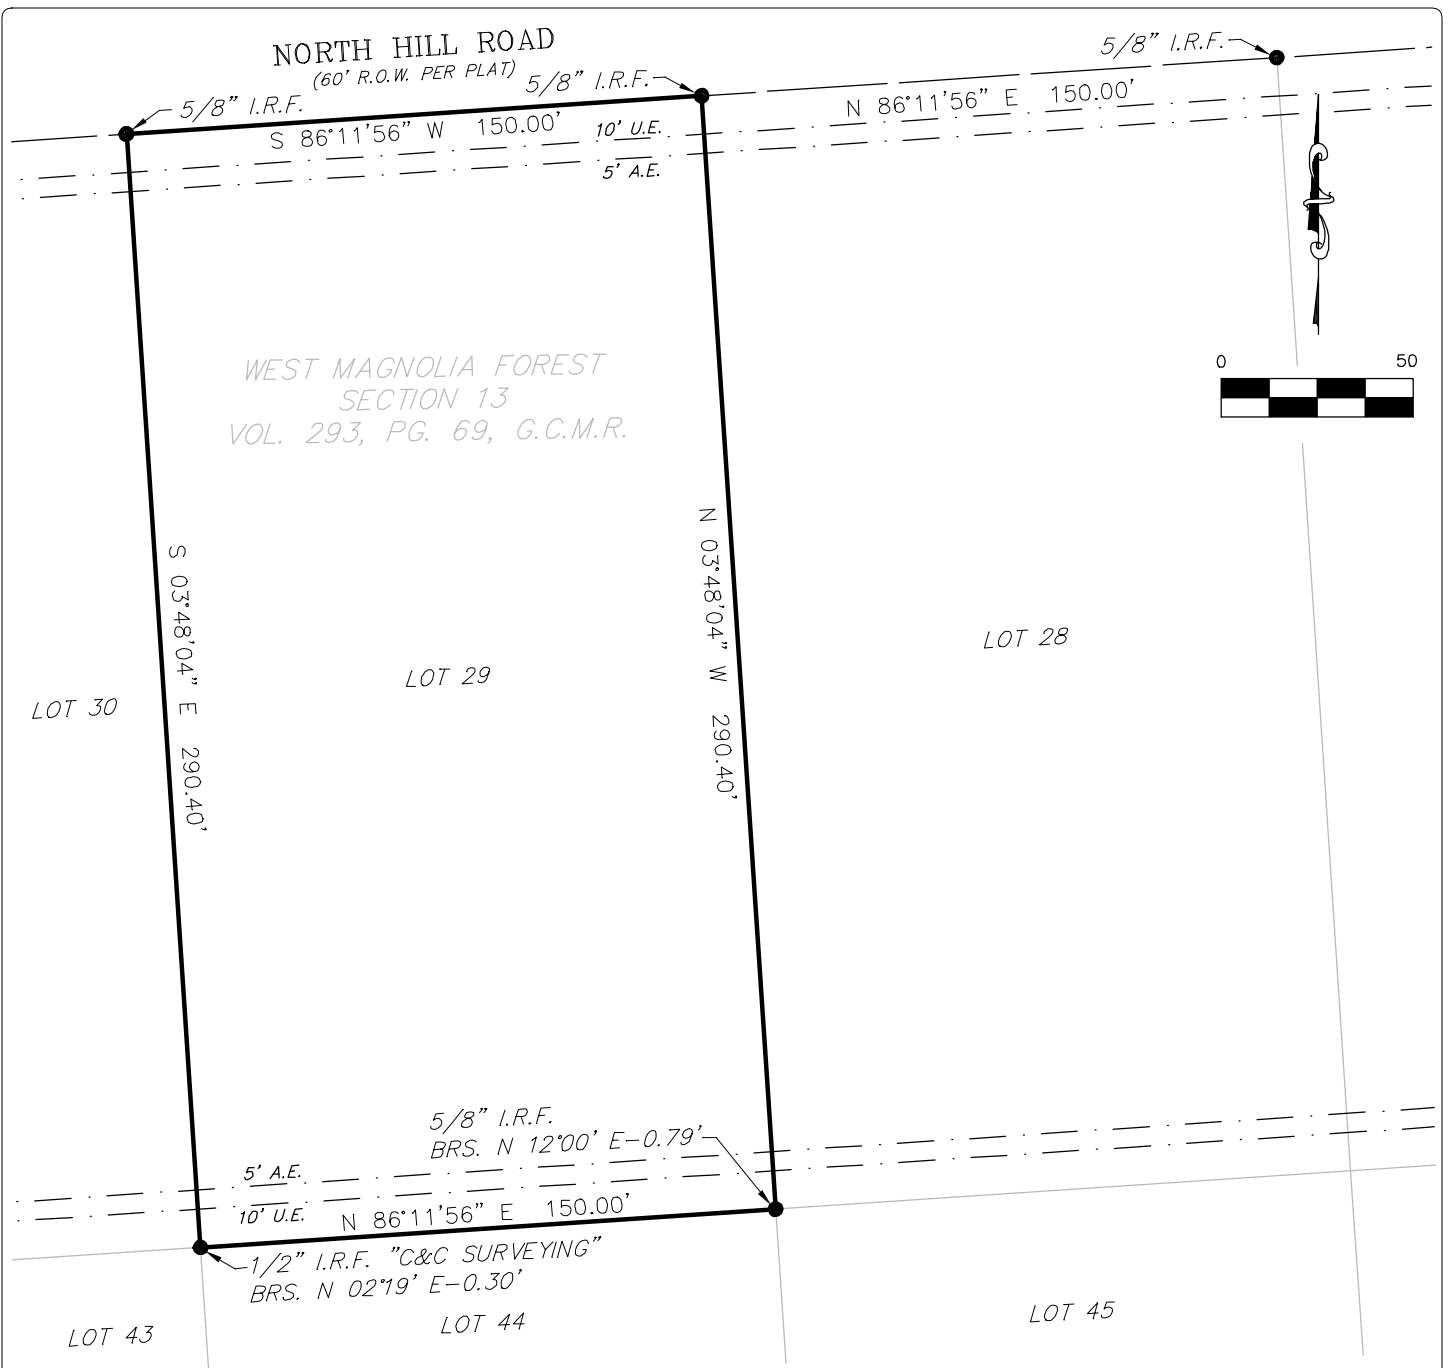 NORTH HILL ROAD
(60' R.O.W. PER PLAT)
5/8" I.R.F.
5/8" I.R.F.
5/8" I.R.F.
S 86°11'56" W 150.00'
N 86°11'56" E 150.00'
10' U.E.
5' A.E.
0 50
WEST MAGNOLIA FOREST
SECTION 13
VOL. 293, PG. 69, G.C.M.R.
S 03°48'04" E 290.40'
N 03°48'04" W 290.40'
LOT 30
LOT 29
LOT 28
5/8" I.R.F.
BRS. N 12°00' E-0.79'
5' A.E.
10' U.E.
N 86°11'56" E 150.00'
1/2" I.R.F. "C&C SURVEYING"
BRS. N 02°19' E-0.30'
LOT 43
LOT 44
LOT 45